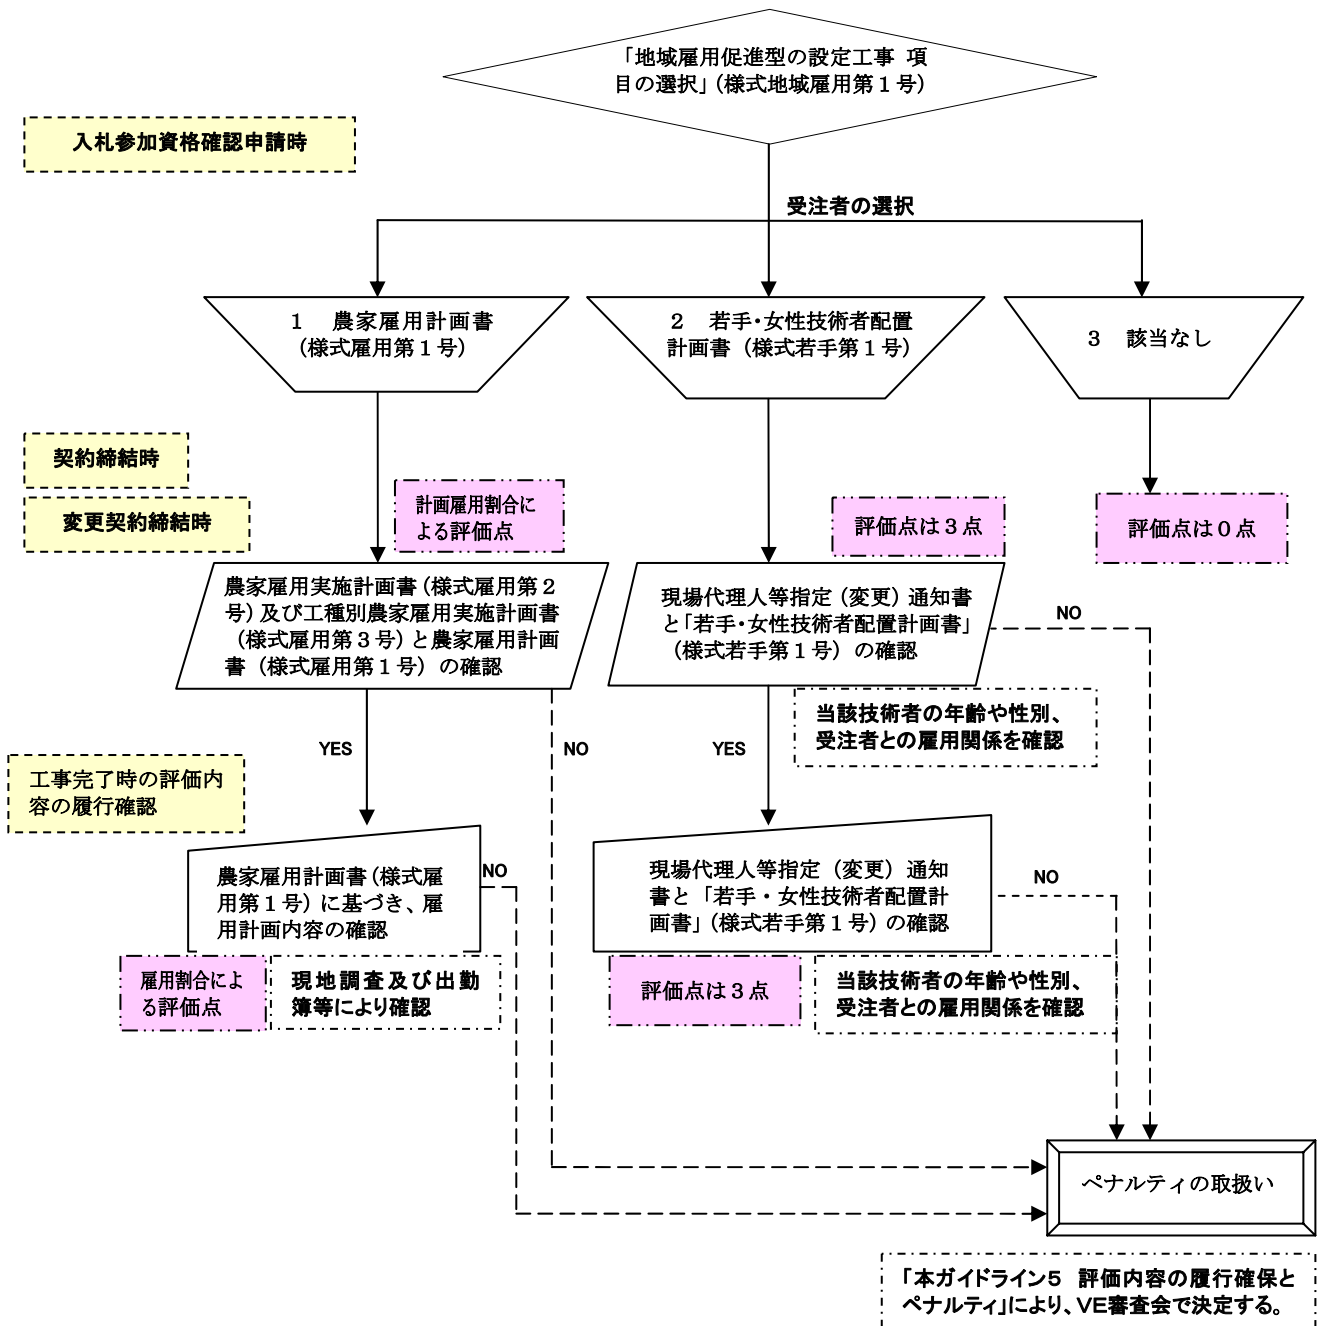 「地域雇用促進型の設定工事 項
目の選択」（様式地域雇用第１号）
入札参加資格確認申請時
受注者の選択
１ 農家雇用計画書
（様式雇用第１号）
２ 若手・女性技術者配置
計画書（様式若手第１号）
３ 該当なし
契約締結時
変更契約締結時
計画雇用割合に
よる評価点
評価点は３点
評価点は０点
農家雇用実施計画書（様式雇用第２
号）及び工種別農家雇用実施計画書
（様式雇用第３号）と農家雇用計画
書（様式雇用第１号）の確認
現場代理人等指定（変更）通知書
と「若手・女性技術者配置計画書」
（様式若手第１号）の確認
NO
当該技術者の年齢や性別、
受注者との雇用関係を確認
YES
NO
YES
工事完了時の評価内
容の履行確認
農家雇用計画書（様式雇
用第１号）に基づき、雇
用計画内容の確認
NO
現場代理人等指定（変更）通知
書と「若手・女性技術者配置計
画書」（様式若手第１号）の確認
NO
雇用割合によ
る評価点
現地調査及び出勤
簿等により確認
評価点は３点
当該技術者の年齢や性別、
受注者との雇用関係を確認
ペナルティの取扱い
「本ガイドライン５ 評価内容の履行確保と
ペナルティ」により、VE審査会で決定する。